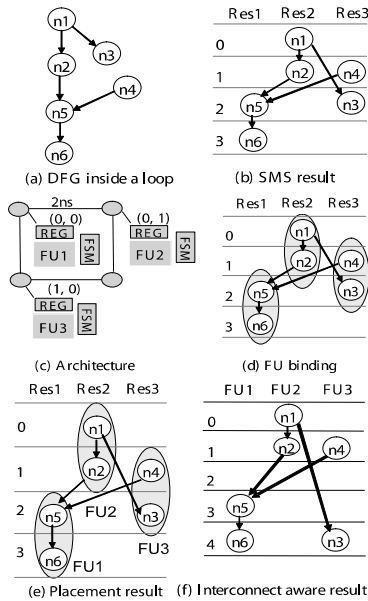 n1
n2
n3
n4
n5
n6
(a) DFG inside a loop
Res1 Res2 Res3
0
n1
1
n2
n4
2
n5
n3
3
n6
(b) SMS result
2ns
(0, 0)
(0, 1)
REG
FSM
FU1
REG
FSM
FU2
(1, 0)
REG
FSM
FU3
(c) Architecture
Res1 Res2 Res3
0
n1
1
n2
n4
2
n5
n3
3
n6
(d) FU binding
Res1 Res2 Res3
0
n1
1
n2
n4
2
n5
FU2
n3
3
n6
FU1
FU3
(e) Placement result
FU1 FU2 FU3
0
n1
1
n2
n4
2
3
n5
4
n6
n3
(f) Interconnect aware result